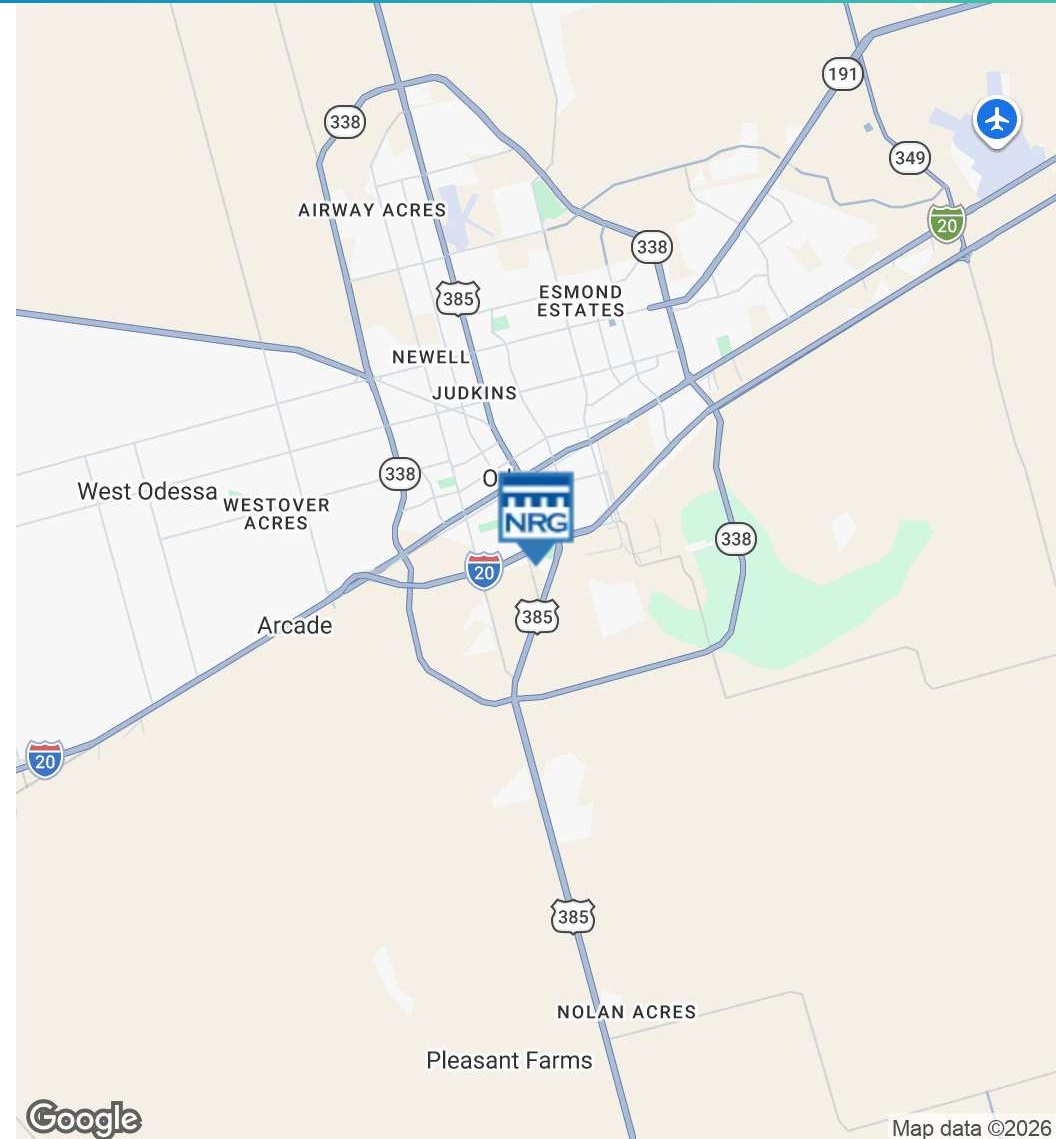 191
338
349
AIRWAY ACRES
20
338
385
ESMOND
ESTATES
NEWELL
JUDKINS
338
West Odessa
WESTOVER
ACRES
NRG
338
20
385
Arcade
20
385
NOLAN ACRES
Pleasant Farms
Google
Map data ©2026